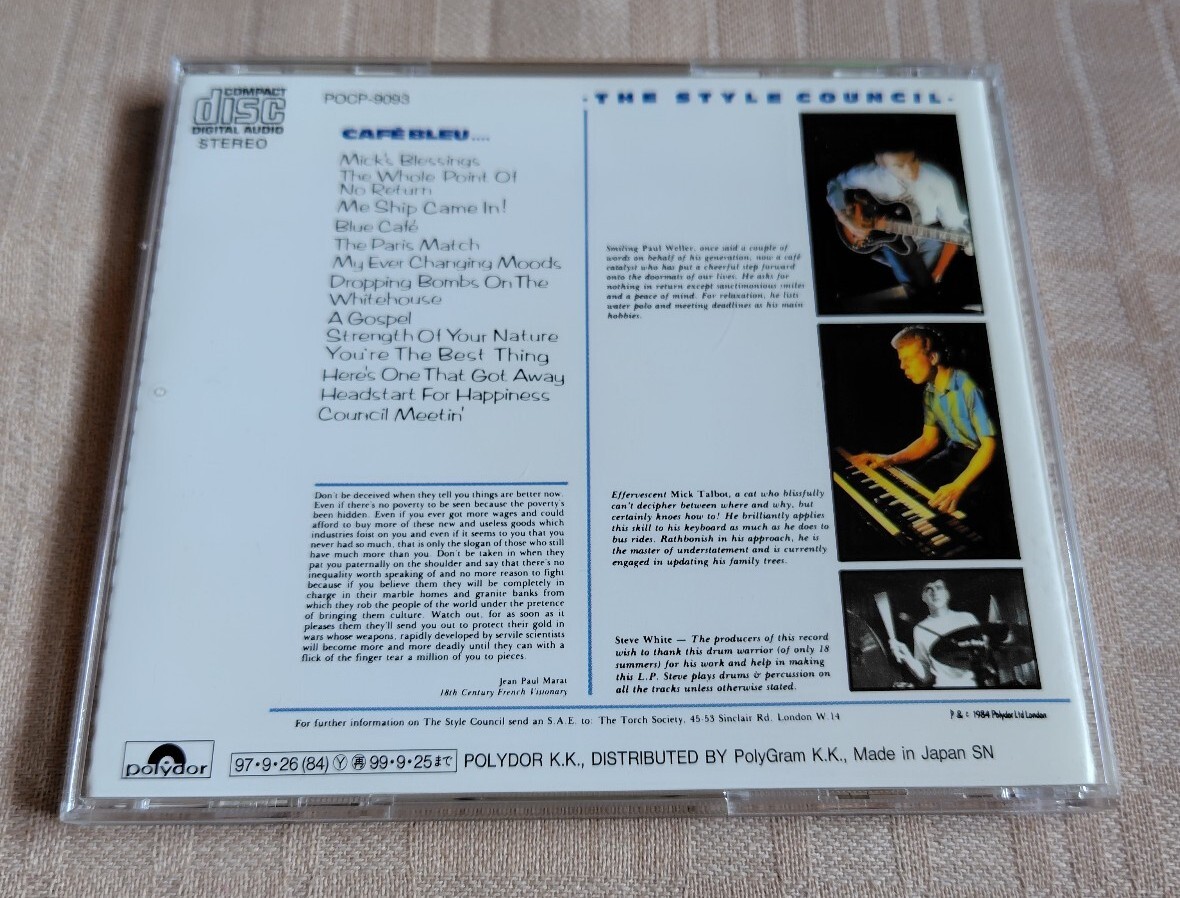 COMPACT
disc
DIGITAL AUDIO
STEREO
POCP-9093
CAFÉ BLEU....
Mick's Blessings
The Whole Point Of
No Return
Me Ship Came In!
Blue Café
The Paris Match
My Ever Changing Moods
Dropping Bombs On The
Whitehouse
A Gospel
Strength Of Your Nature
You're The Best Thing
Here's One That Got Away
Headstart For Happiness
Council Meetin'
Don't be deceived when they tell you things are better now.
Even if there's no poverty to be seen because the poverty's
been hidden. Even if you ever got more wages and could
afford to buy more of these new and useless goods which
industries foist on you and even if it seems to you that you
never had so much, that is only the slogan of those who still
have much more than you. Don't be taken in when they
pat you paternally on the shoulder and say that there's no
inequality worth speaking of and no more reason to fight
because if you believe them they will be completely in
charge in their marble homes and granite banks from
which they rob the people of the world under the pretence
of bringing them culture. Watch out, for as soon as it
pleases them they'll send you out to protect their gold in
wars whose weapons, rapidly developed by servile scientists
will become more and more deadly until they can with a
flick of the finger tear a million of you to pieces.
Jean Paul Marat
18th Century French Visionary
·THE STYLE COUNCIL·
Smiling Paul Weller, once said a couple of
words on behalf of his generation, now a café
catalyst who has put a cheerful step forward
onto the doormats of our lives. He asks for
nothing in return except sanctimonious smiles
and a peace of mind. For relaxation, he lists
water polo and meeting deadlines as his main
hobbies.
Effervescent Mick Talbot, a cat who blissfully
can't decipher between where and why, but
certainly knoes how to! He brilliantly applies
this skill to his keyboard as much as he does to
bus rides. Rathbonish in his approach, he is
the master of understatement and is currently
engaged in updating his family trees.
Steve White — The producers of this record
wish to thank this drum warrior (of only 18
summers) for his work and help in making
this L.P. Steve plays drums & percussion on
all the tracks unless otherwise stated.
For further information on The Style Council send an S.A.E. to: The Torch Society, 45-53 Sinclair Rd, London W.14
P & c 1984 Polydor Ltd London
polydor
97·9·26 (84) Ⓨ ㊢ 99·9·25まで POLYDOR K.K., DISTRIBUTED BY PolyGram K.K., Made in Japan SN